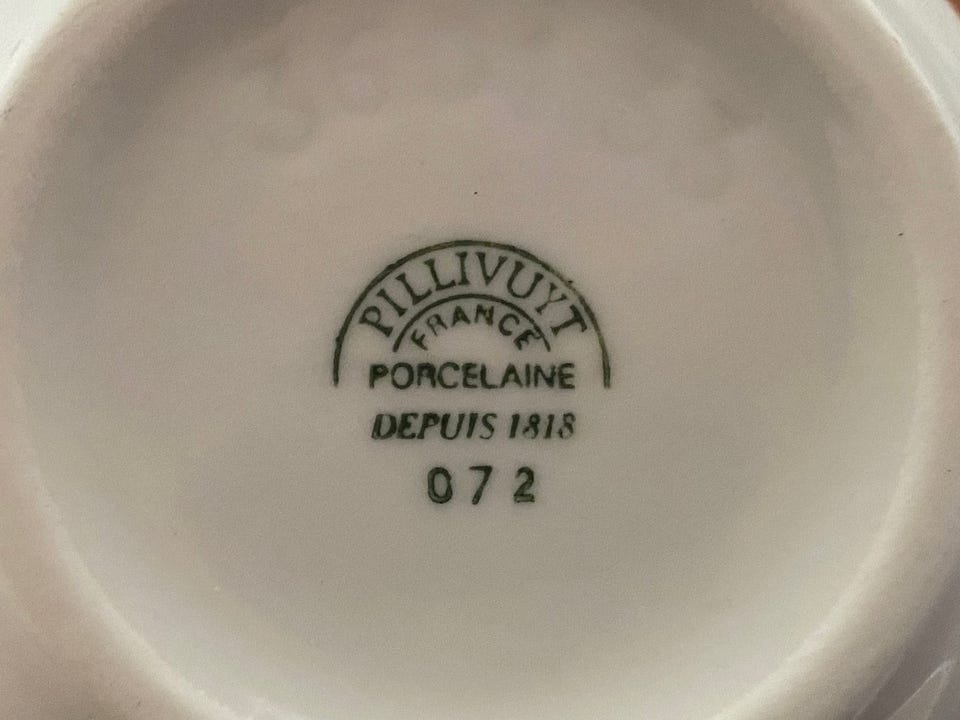 PILLIVUYT
FRANCE
PORCELAINE
DEPUIS 1818
072